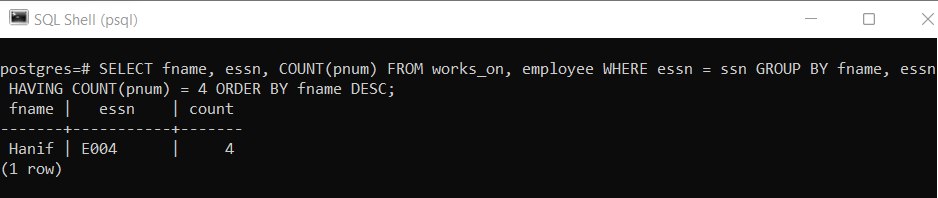 SQL Shell (psql)
postgres=# SELECT fname, essn, COUNT(pnum) FROM works_on, employee WHERE essn = ssn GROUP BY fname, essn
 HAVING COUNT(pnum) = 4 ORDER BY fname DESC;
 fname |   essn    | count
-------+-----------+-------
 Hanif | E004      |     4
(1 row)